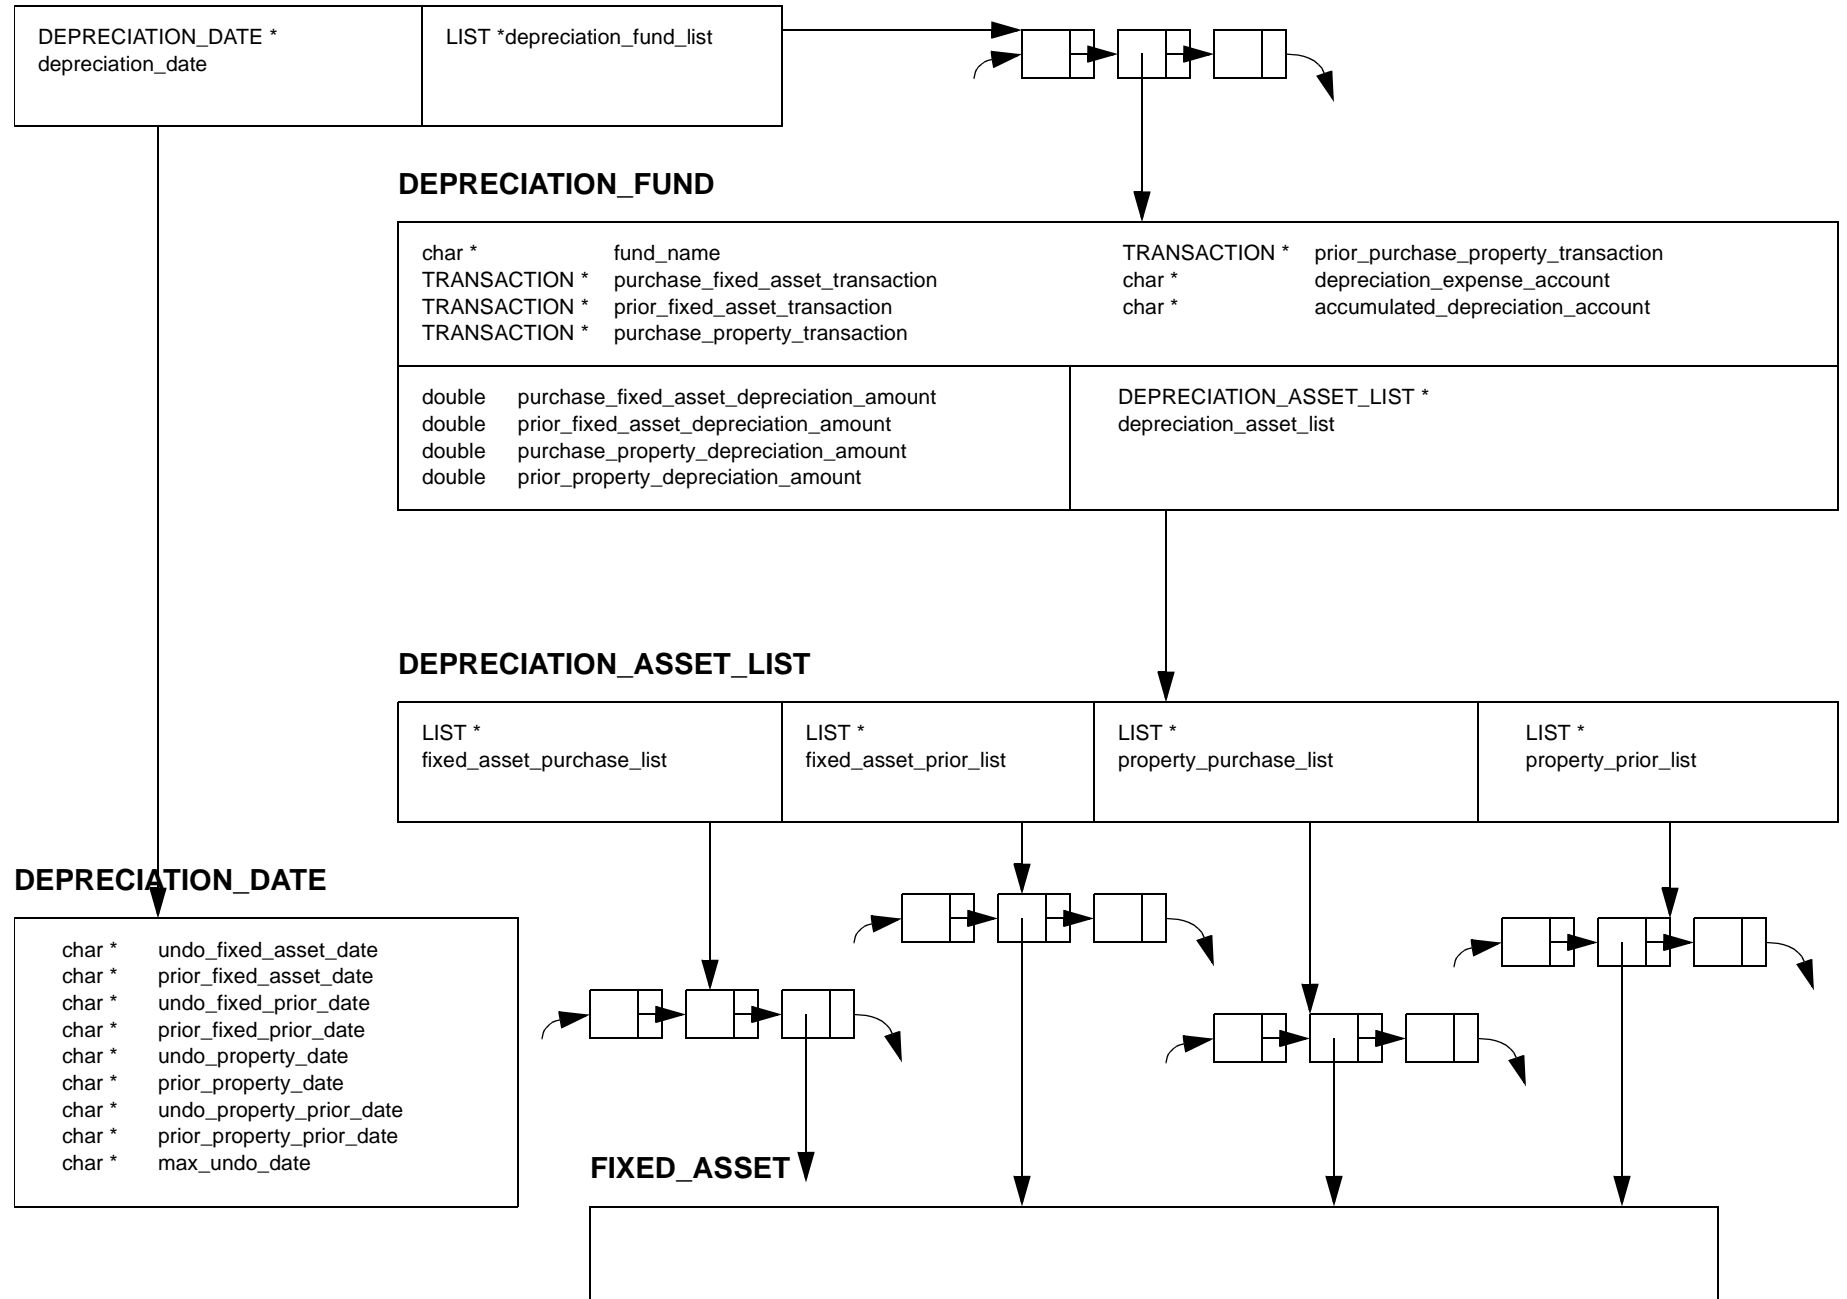 DEPRECIATION_DATE *
depreciation_date
LIST *depreciation_fund_list
DEPRECIATION_FUND
char * fund_name
TRANSACTION * purchase_fixed_asset_transaction
TRANSACTION * prior_fixed_asset_transaction
TRANSACTION * purchase_property_transaction
TRANSACTION * prior_purchase_property_transaction
char * depreciation_expense_account
char * accumulated_depreciation_account
double purchase_fixed_asset_depreciation_amount
double prior_fixed_asset_depreciation_amount
double purchase_property_depreciation_amount
double prior_property_depreciation_amount
DEPRECIATION_ASSET_LIST *
depreciation_asset_list
DEPRECIATION_ASSET_LIST
LIST *
fixed_asset_purchase_list
LIST *
fixed_asset_prior_list
LIST *
property_purchase_list
LIST *
property_prior_list
DEPRECIATION_DATE
char * undo_fixed_asset_date
char * prior_fixed_asset_date
char * undo_fixed_prior_date
char * prior_fixed_prior_date
char * undo_property_date
char * prior_property_date
char * undo_property_prior_date
char * prior_property_prior_date
char * max_undo_date
FIXED_ASSET